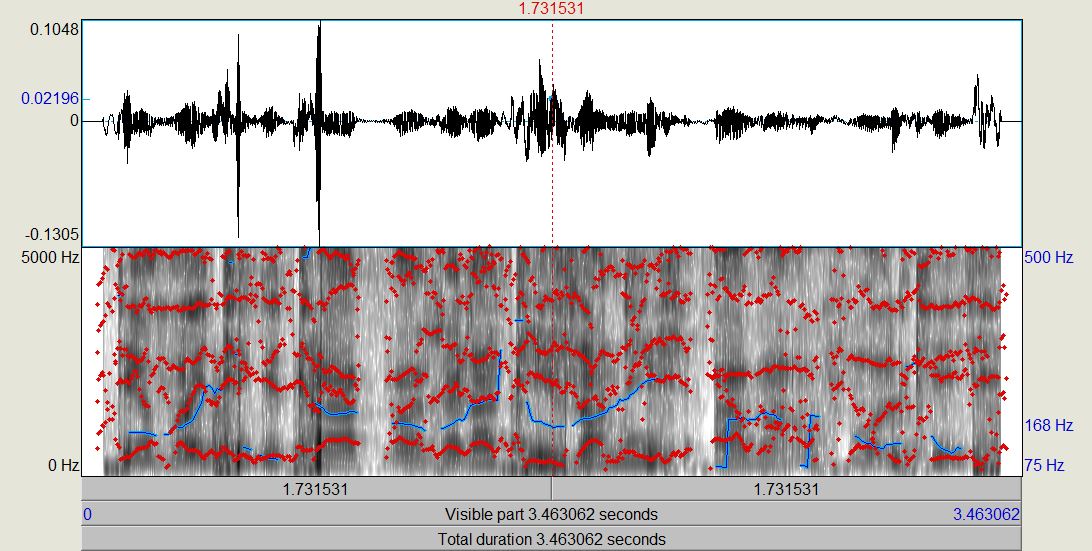 1.731531
0.1048
0.02196
0
-0.1305
5000 Hz 500 Hz
168 Hz
0 Hz 75 Hz
1.731531 1.731531
0 Visible part 3.463062 seconds 3.463062
Total duration 3.463062 seconds